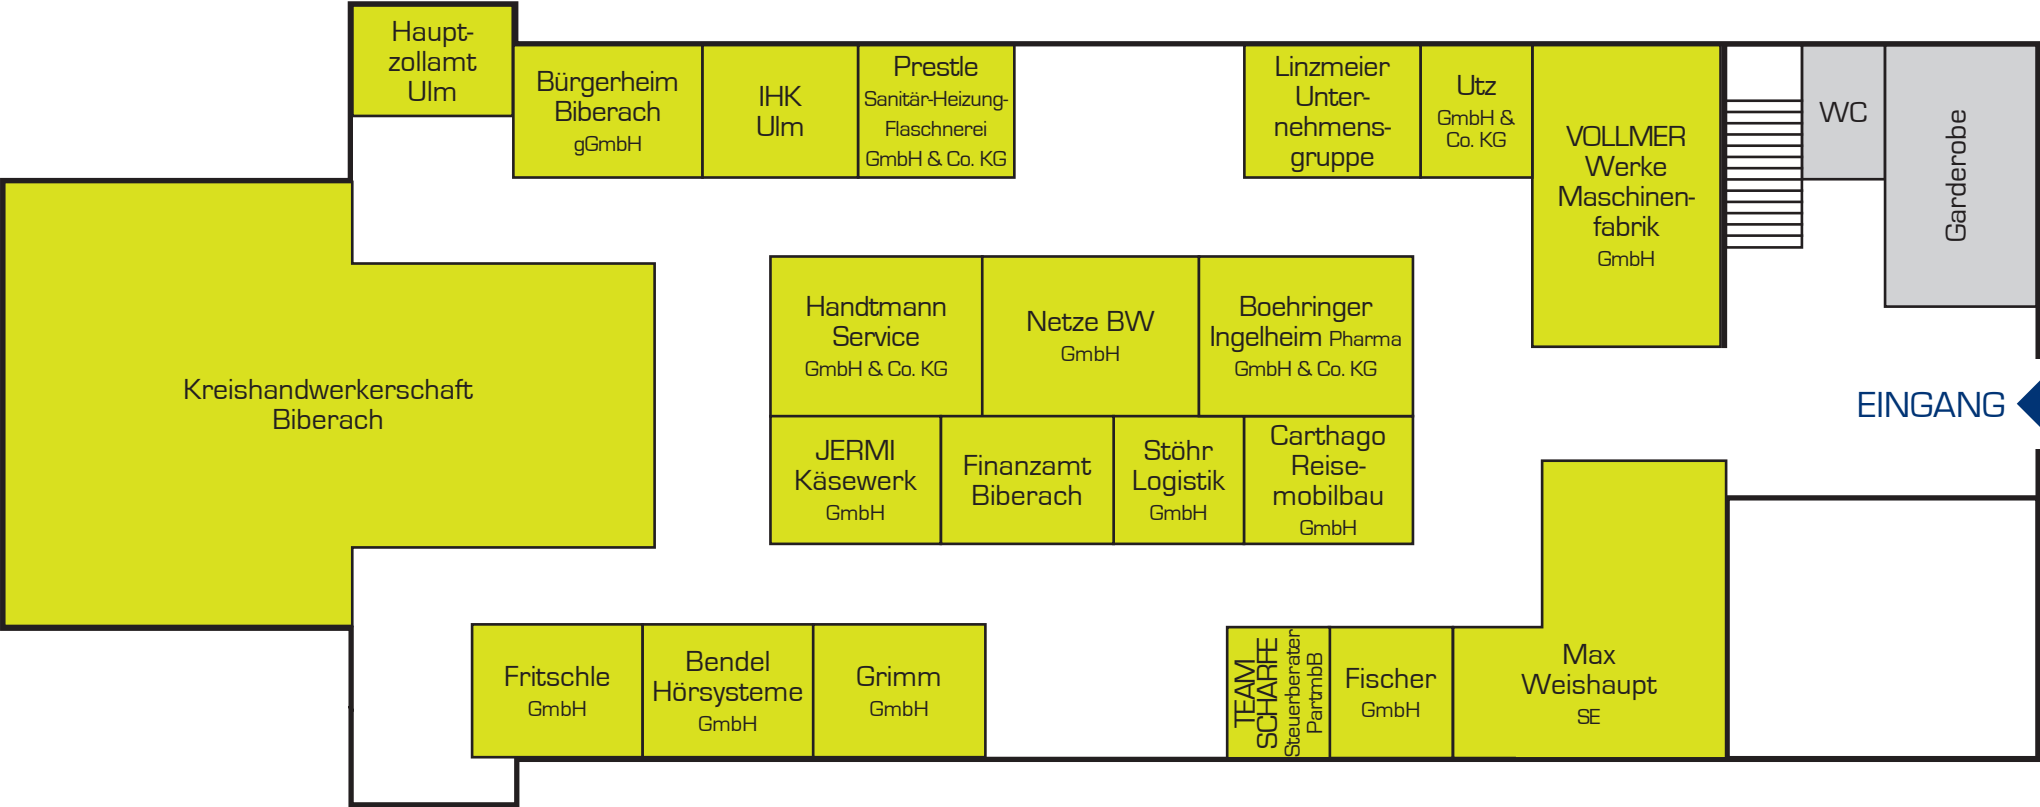 Haupt-
zollamt
Ulm
Bürgerheim
Biberach
gGmbH
IHK
Ulm
Prestle
Sanitär-Heizung-
Flaschnerei
GmbH & Co. KG
Linzmeier
Unter-
nehmens-
gruppe
Utz
GmbH &
Co. KG
VOLLMER
Werke
Maschinen-
fabrik
GmbH
WC
Garderobe
Kreishandwerkerschaft
Biberach
Handtmann
Service
GmbH & Co. KG
Netze BW
GmbH
Boehringer
Ingelheim Pharma
GmbH & Co. KG
EINGANG
JERMI
Käsewerk
GmbH
Finanzamt
Biberach
Stöhr
Logistik
GmbH
Carthago
Reise-
mobilbau
GmbH
Fritschle
GmbH
Bendel
Hörsysteme
GmbH
Grimm
GmbH
TEAM
SCHARFE
Steuerberater
PartmbB
Fischer
GmbH
Max
Weishaupt
SE